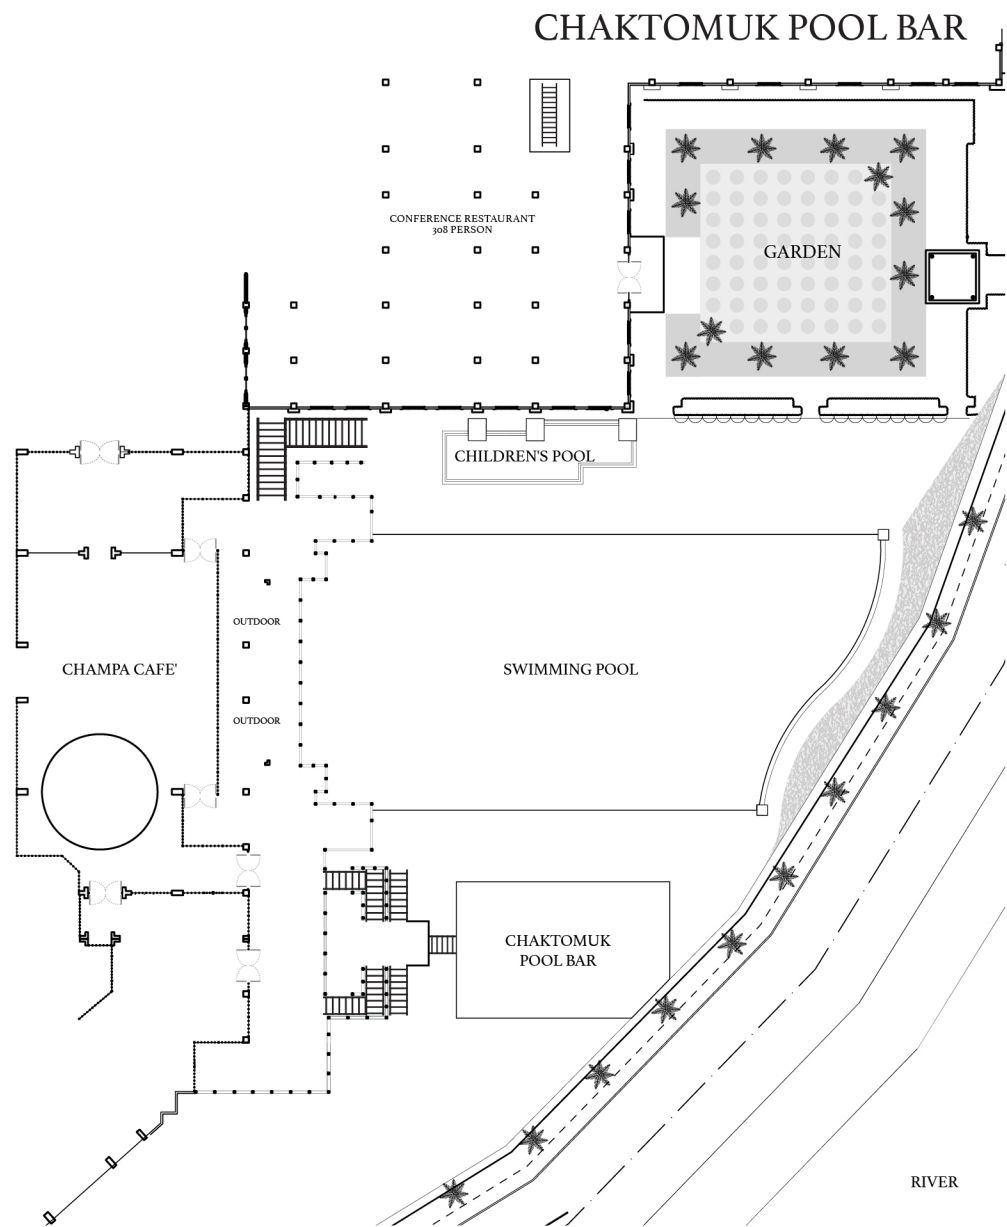 CHAKTOMUK POOL BAR
CONFERENCE RESTAURANT
308 PERSON
GARDEN
CHILDREN'S POOL
OUTDOOR
CHAMPA CAFE'
SWIMMING POOL
OUTDOOR
CHAKTOMUK
POOL BAR
RIVER